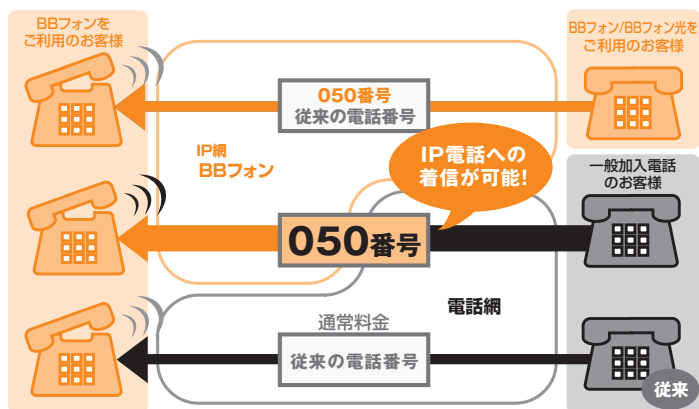 BBフォンを
ご利用のお客様
BBフォン/BBフォン光を
ご利用のお客様
050番号
従来の電話番号
IP網
BBフォン
IP電話への
着信が可能!
一般加入電話
のお客様
050番号
電話網
通常料金
従来の電話番号
従来